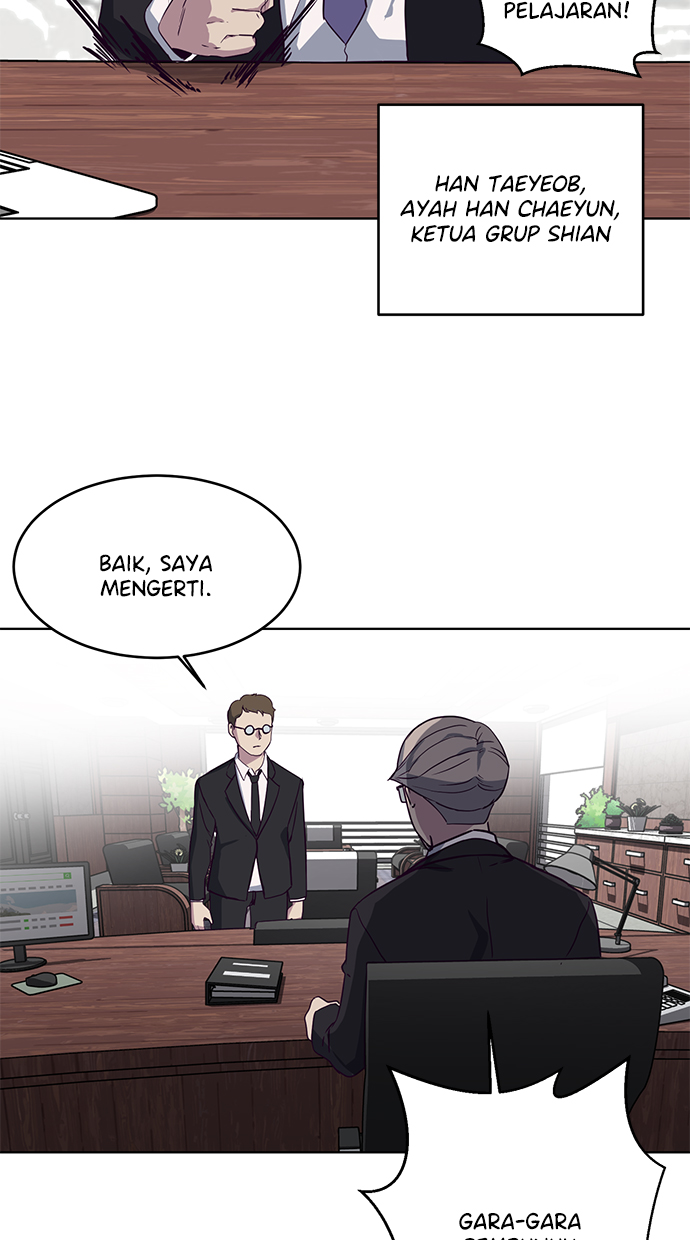 PELAJARAN!
HAN TAEYEOB,
AYAH HAN CHAEYUN,
KETUA GRUP SHIAN
BAIK, SAYA
MENGERTI.
GARA-GARA